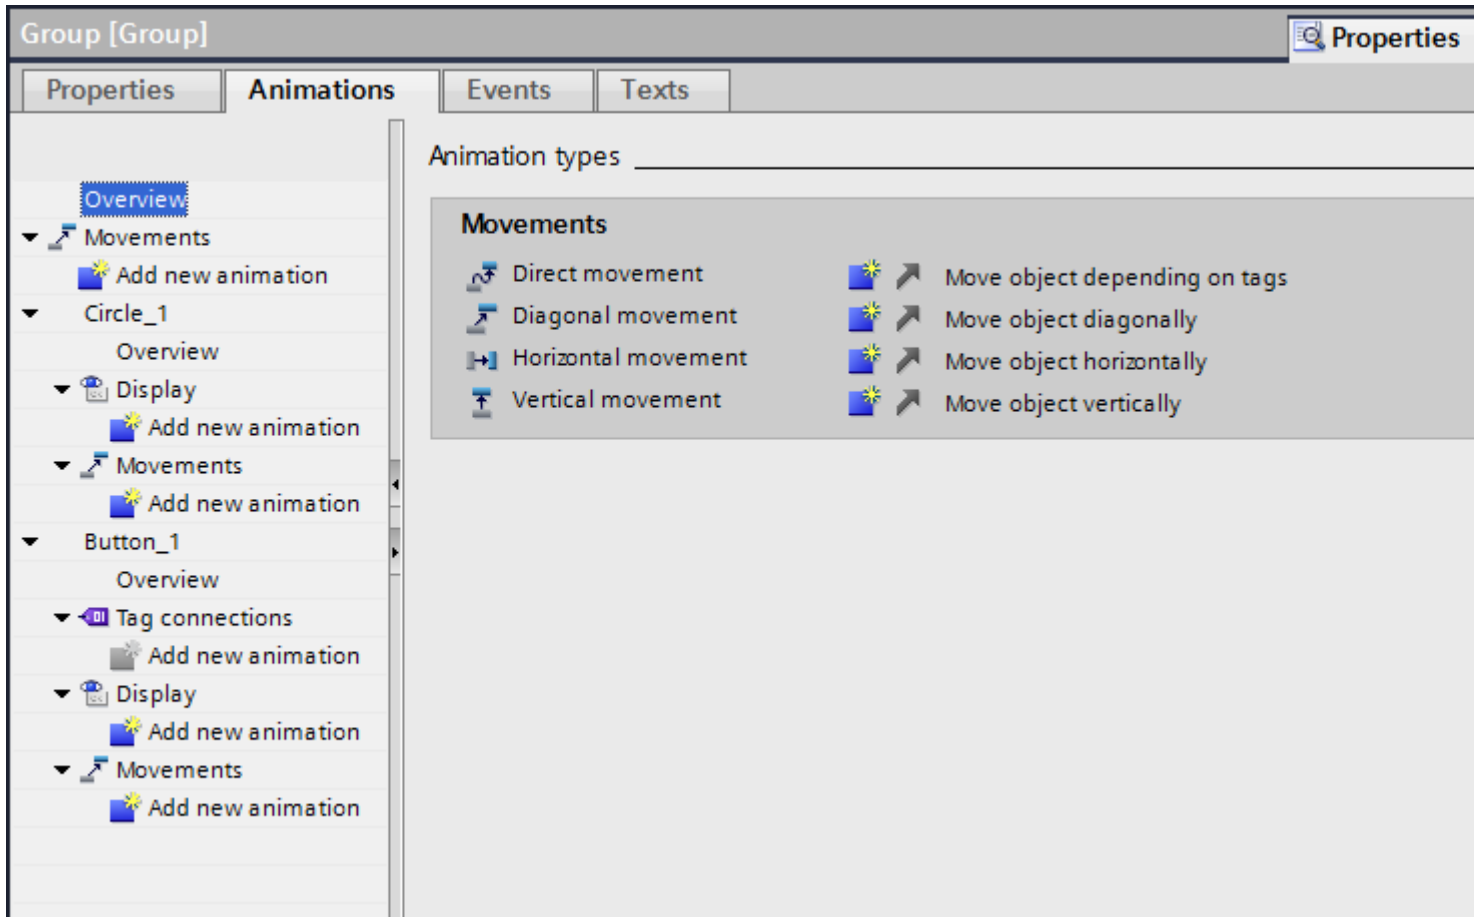 Group [Group]
Properties
Properties
Animations
Events
Texts
Overview
Movements
Add new animation
Circle_1
Overview
Display
Add new animation
Movements
Add new animation
Button_1
Overview
Tag connections
Add new animation
Display
Add new animation
Movements
Add new animation
Animation types
Movements
Direct movement Move object depending on tags
Diagonal movement Move object diagonally
Horizontal movement Move object horizontally
Vertical movement Move object vertically